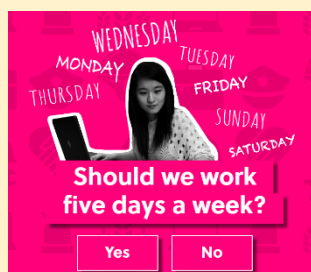 WEDNESDAY
MONDAY
TUESDAY
THURSDAY
FRIDAY
SUNDAY
SATURDAY
Should we work
five days a week?
Yes
No